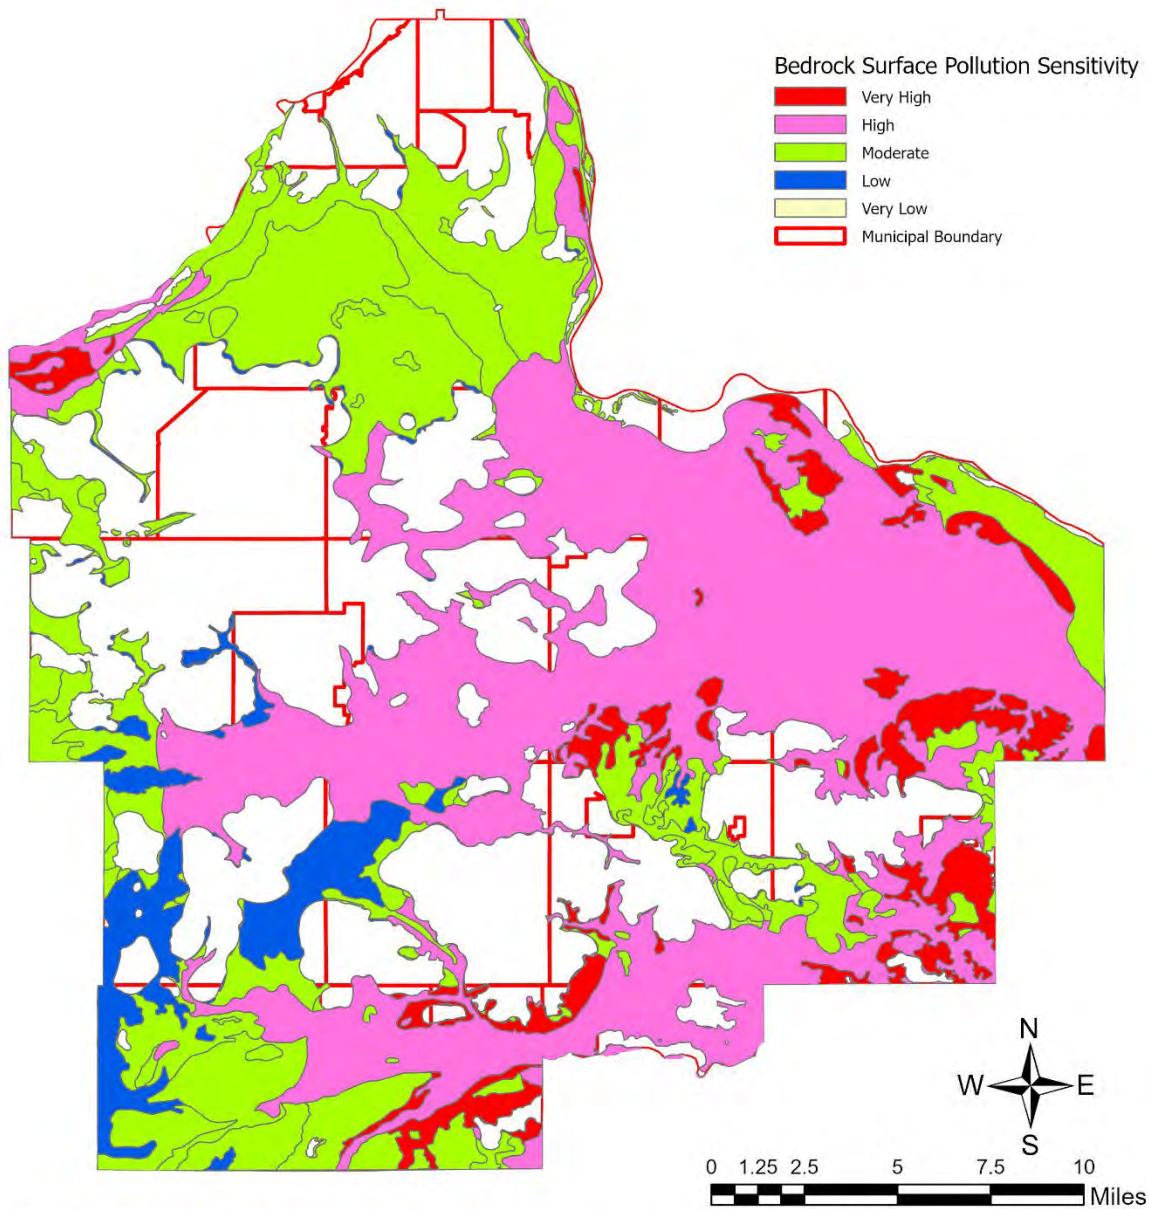 Bedrock Surface Pollution Sensitivity
Very High
High
Moderate
Low
Very Low
Municipal Boundary
N
W E
S
0 1.25 2.5 5 7.5 10
Miles